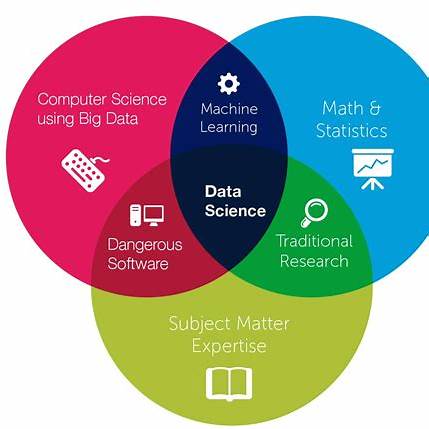 Computer Science
using Big Data
Machine
Learning
Math &
Statistics
Data
Science
Dangerous
Software
Traditional
Research
Subject Matter
Expertise